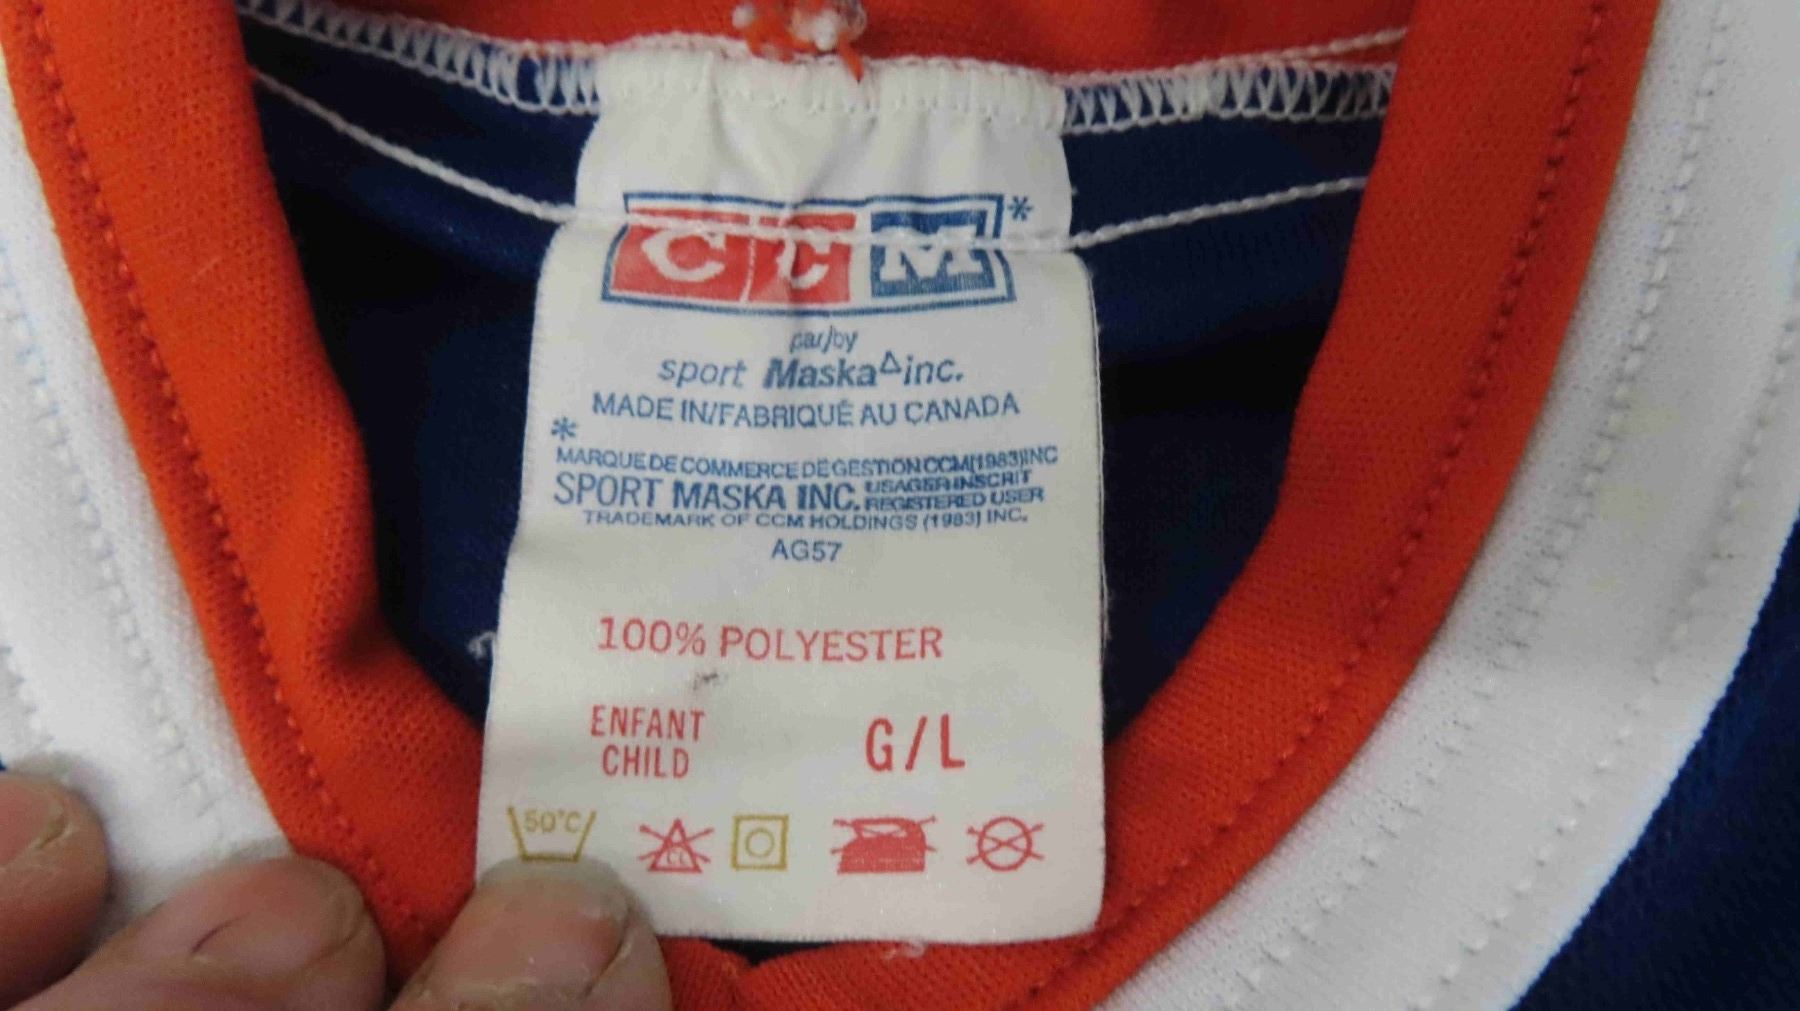 CCM*
par/by
sport Maska△inc.
MADE IN/FABRIQUÉ AU CANADA
*
MARQUE DE COMMERCE DE GESTION CCM(1983)INC
SPORT MASKA INC. USAGER INSCRIT
REGISTERED USER
TRADEMARK OF CCM HOLDINGS (1983) INC.
AG57
100% POLYESTER
ENFANT
CHILD
G/L
50°C
CL